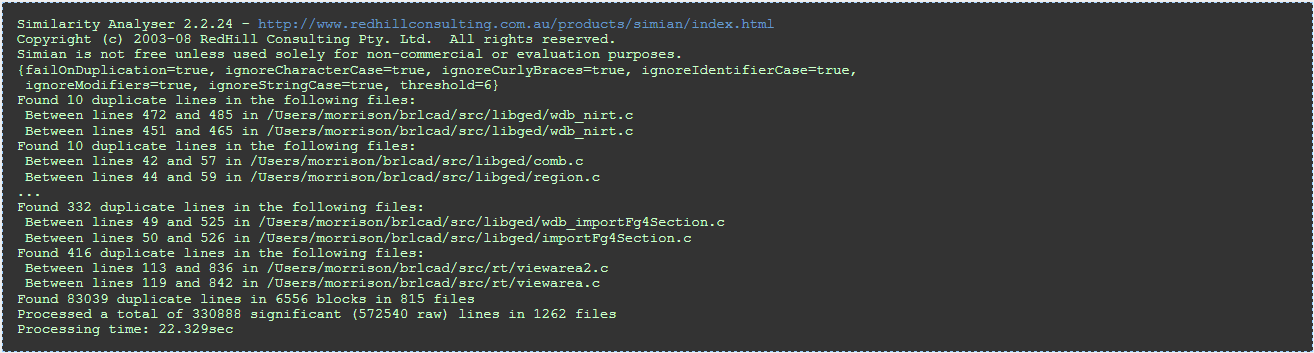 Similarity Analyser 2.2.24 - http://www.redhillconsulting.com.au/products/simian/index.html
Copyright (c) 2003-08 RedHill Consulting Pty. Ltd.  All rights reserved.
Simian is not free unless used solely for non-commercial or evaluation purposes.
{failOnDuplication=true, ignoreCharacterCase=true, ignoreCurlyBraces=true, ignoreIdentifierCase=true,
 ignoreModifiers=true, ignoreStringCase=true, threshold=6}
Found 10 duplicate lines in the following files:
 Between lines 472 and 485 in /Users/morrison/brlcad/src/libged/wdb_nirt.c
 Between lines 451 and 465 in /Users/morrison/brlcad/src/libged/wdb_nirt.c
Found 10 duplicate lines in the following files:
 Between lines 42 and 57 in /Users/morrison/brlcad/src/libged/comb.c
 Between lines 44 and 59 in /Users/morrison/brlcad/src/libged/region.c
...
Found 332 duplicate lines in the following files:
 Between lines 49 and 525 in /Users/morrison/brlcad/src/libged/wdb_importFg4Section.c
 Between lines 50 and 526 in /Users/morrison/brlcad/src/libged/importFg4Section.c
Found 416 duplicate lines in the following files:
 Between lines 113 and 836 in /Users/morrison/brlcad/src/rt/viewarea2.c
 Between lines 119 and 842 in /Users/morrison/brlcad/src/rt/viewarea.c
Found 83039 duplicate lines in 6556 blocks in 815 files
Processed a total of 330888 significant (572540 raw) lines in 1262 files
Processing time: 22.329sec